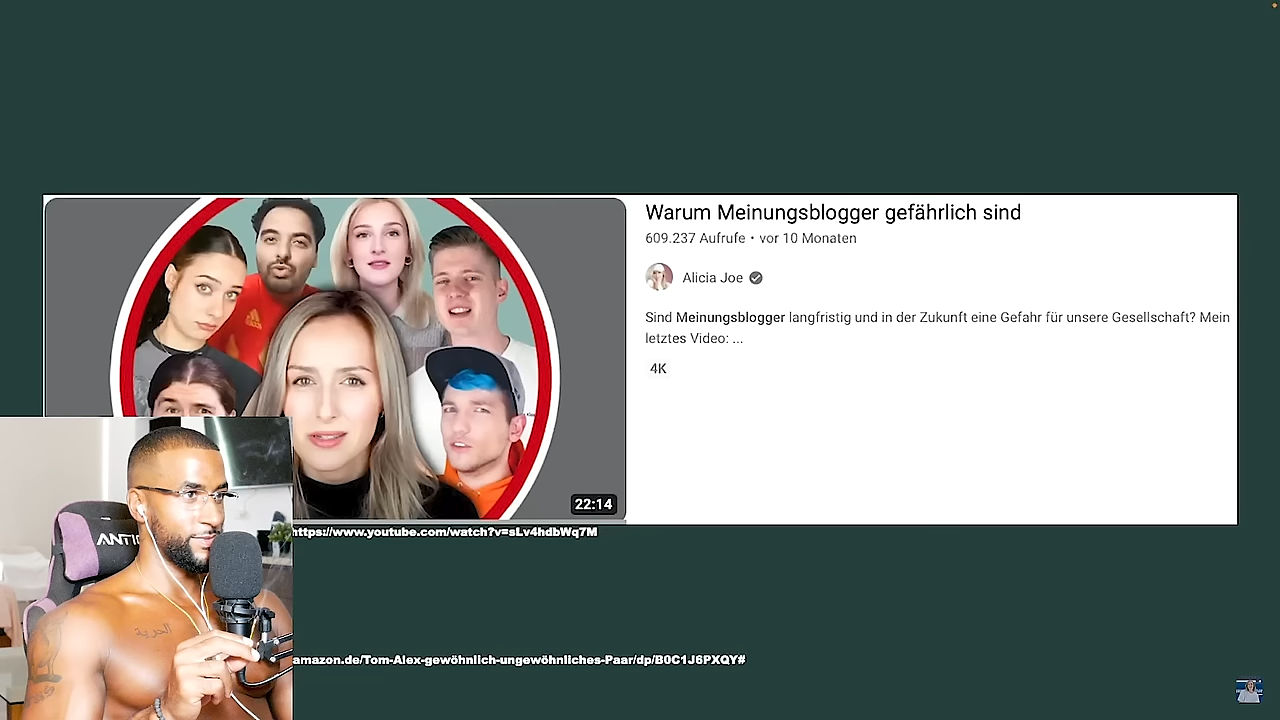 Warum Meinungsblogger gefährlich sind
609.237 Aufrufe • vor 10 Monaten
Alicia Joe
Sind Meinungsblogger langfristig und in der Zukunft eine Gefahr für unsere Gesellschaft? Mein
letztes Video: ...
4K
22:14
https://www.youtube.com/watch?v=sLv4hdbWq7M
ANTI
الحرية
amazon.de/Tom-Alex-gewöhnlich-ungewöhnliches-Paar/dp/B0C1J6PXQY#